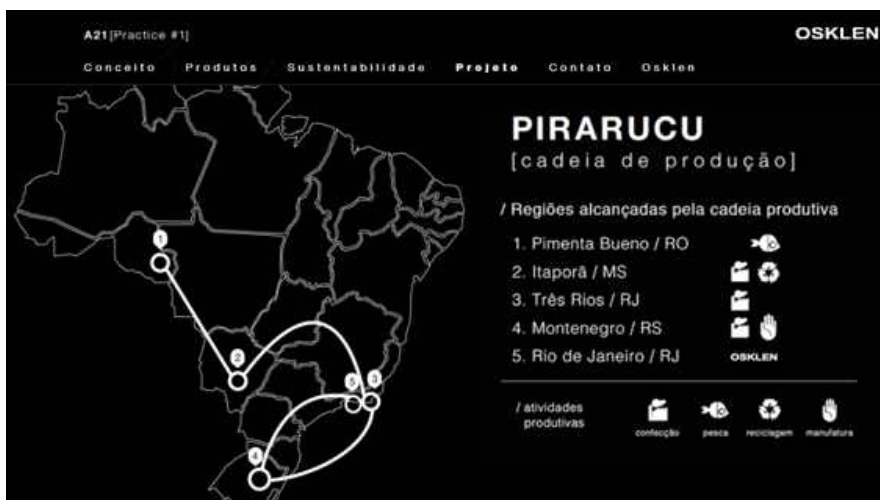 A21[Practice #1]
OSKLEN
Conceito Produtos Sustentabilidade Projeto Contato Osklen
PIRARUCU
[cadeia de produção]
/ Regiões alcançadas pela cadeia produtiva
1. Pimenta Bueno / RO
2. Itaporã / MS
3. Três Rios / RJ
4. Montenegro / RS
5. Rio de Janeiro / RJ OSKLEN
/ atividades
produtivas
confecção pesca reciclagem manufatura
1
2
5 3
4